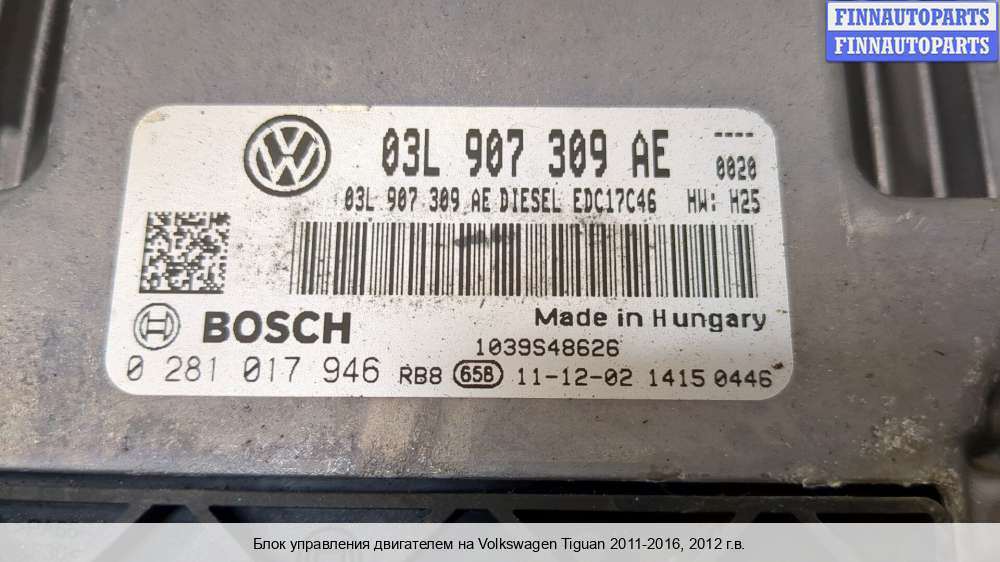 FINNAUTOPARTS
FINNAUTOPARTS
03L 907 309 AE ----
0020
03L 907 309 AE DIESEL EDC17C46 HW: H25
BOSCH Made in Hungary
1039S48626
0 281 017 946 RB8 65B 11-12-02 1415 0446
Блок управления двигателем на Volkswagen Tiguan 2011-2016, 2012 г.в.